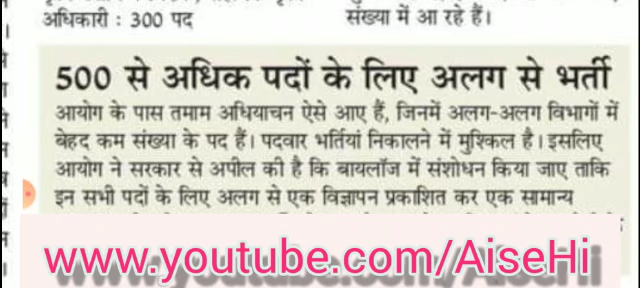 अधिकारी : 300 पद
संख्या में आ रहे हैं।
500 से अधिक पदों के लिए अलग से भर्ती
आयोग के पास तमाम अधियाचन ऐसे आए हैं, जिनमें अलग-अलग विभागों में
बेहद कम संख्या के पद हैं। पदवार भर्तियां निकालने में मुश्किल है। इसलिए
आयोग ने सरकार से अपील की है कि बायलॉज में संशोधन किया जाए ताकि
इन सभी पदों के लिए अलग से एक विज्ञापन प्रकाशित कर एक सामान्य
www.youtube.com/AiseHi